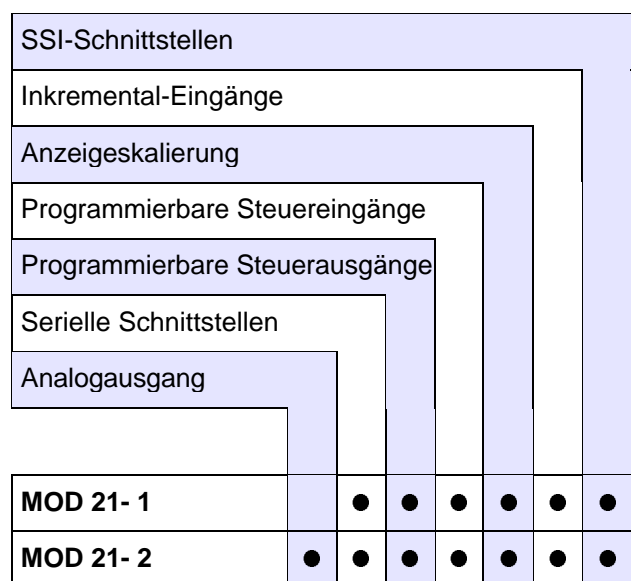 SSI-Schnittstellen
Inkremental-Eingänge
Anzeigeskalierung
Programmierbare Steuereingänge
Programmierbare Steuerausgänge
Serielle Schnittstellen
Analogausgang
MOD 21- 1 ● ● ● ● ● ●
MOD 21- 2 ● ● ● ● ● ● ●